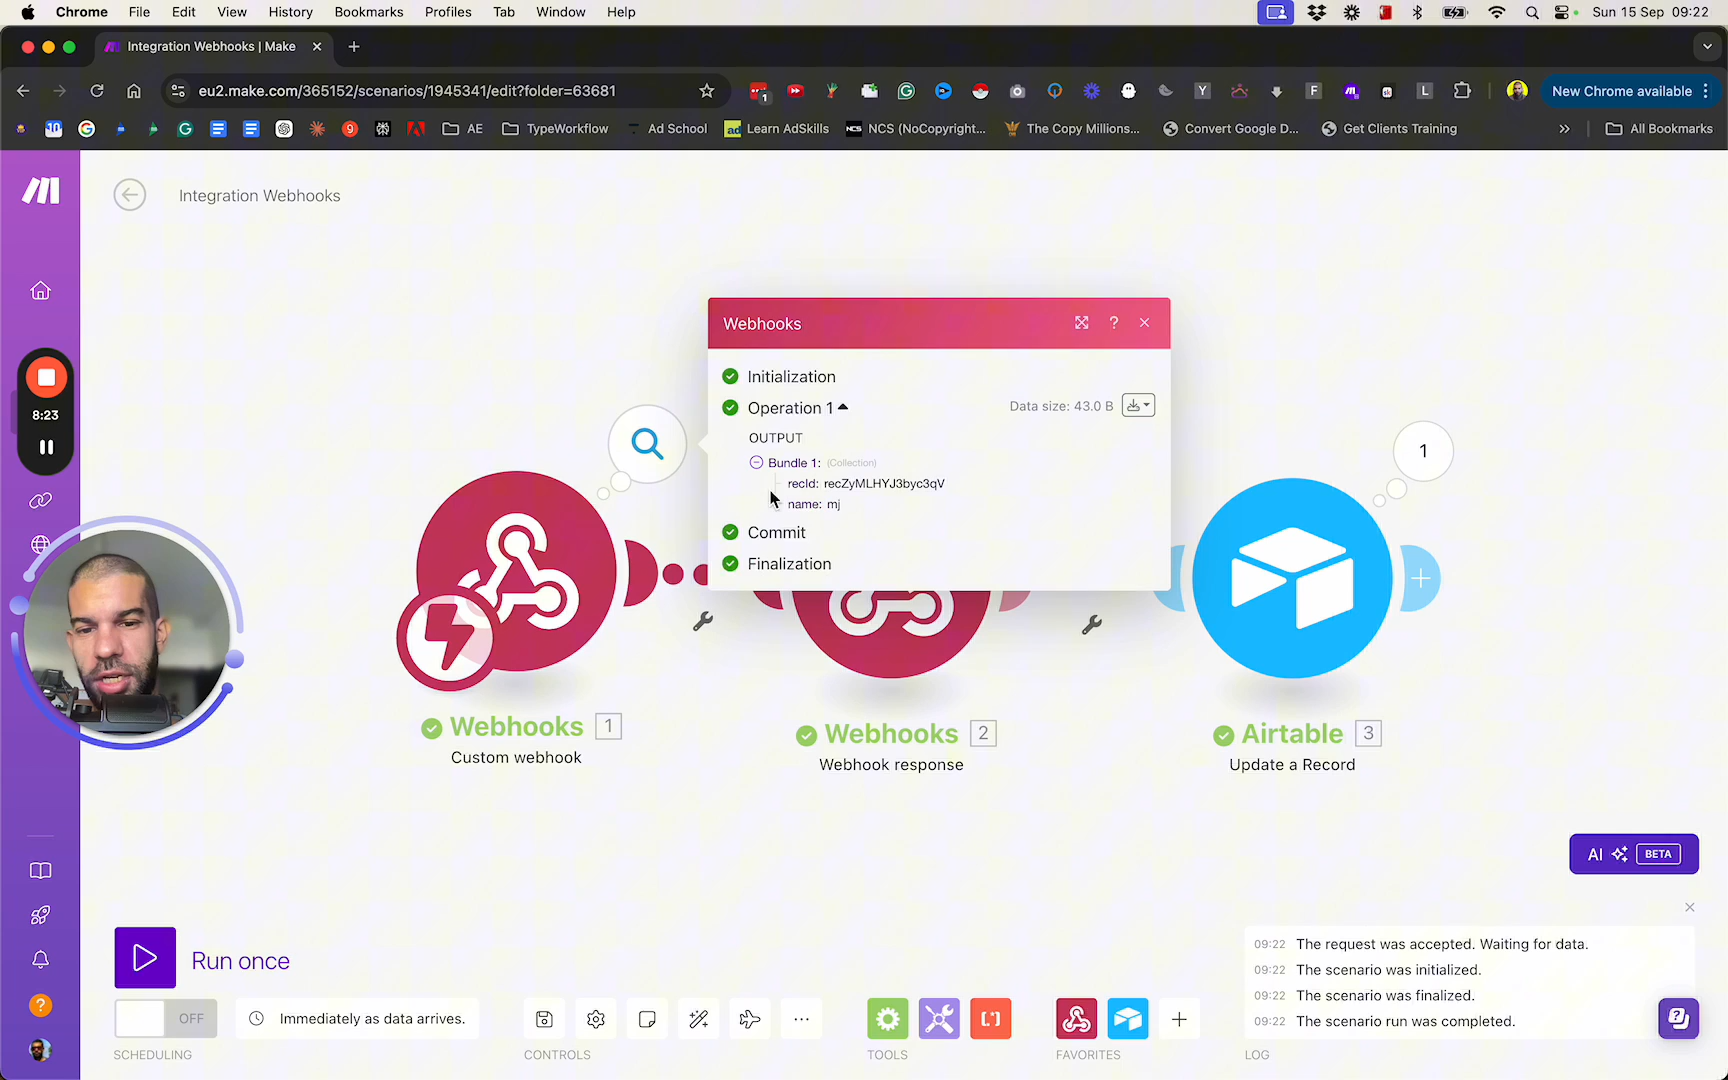 Chrome File Edit View History Bookmarks Profiles Tab Window Help Sun 15 Sep 09:22
Integration Webhooks | Make
eu2.make.com/365152/scenarios/1945341/edit?folder=63681 New Chrome available
AE TypeWorkflow Ad School Learn AdSkills NCS (NoCopyright... The Copy Millions... Convert Google D... Get Clients Training All Bookmarks
Integration Webhooks
Webhooks
Initialization
Operation 1 Data size: 43.0 B
OUTPUT
Bundle 1: (Collection)
recId: recZyMLHYJ3byc3qV
name: mj
Commit
Finalization
8:23
1
Webhooks 1
Custom webhook
Webhooks 2
Webhook response
Airtable 3
Update a Record
AI BETA
Run once
OFF Immediately as data arrives.
SCHEDULING CONTROLS TOOLS FAVORITES LOG
09:22 The request was accepted. Waiting for data.
09:22 The scenario was initialized.
09:22 The scenario was finalized.
09:22 The scenario run was completed.